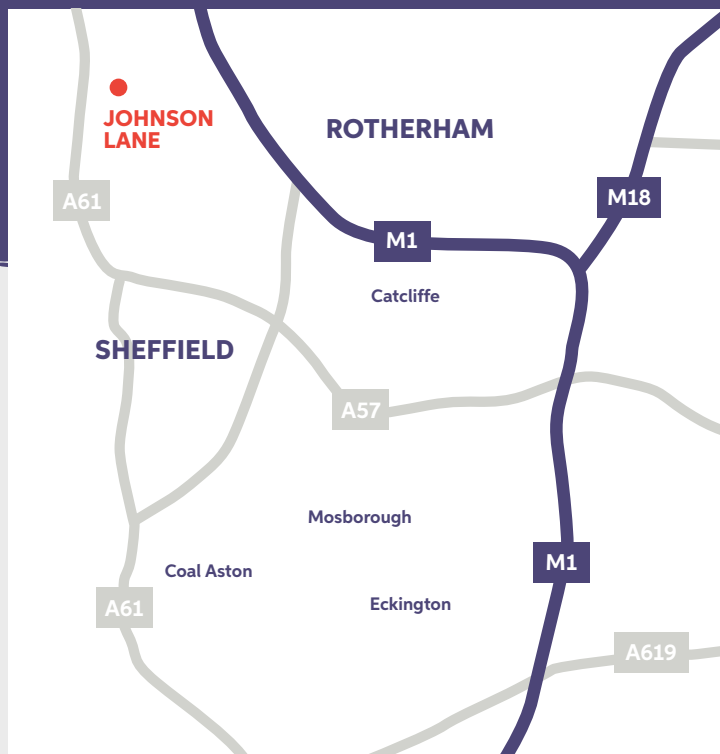 JOHNSON
LANE
ROTHERHAM
M18
A61
M1
Catcliffe
SHEFFIELD
A57
Mosborough
M1
Coal Aston
Eckington
A61
A619